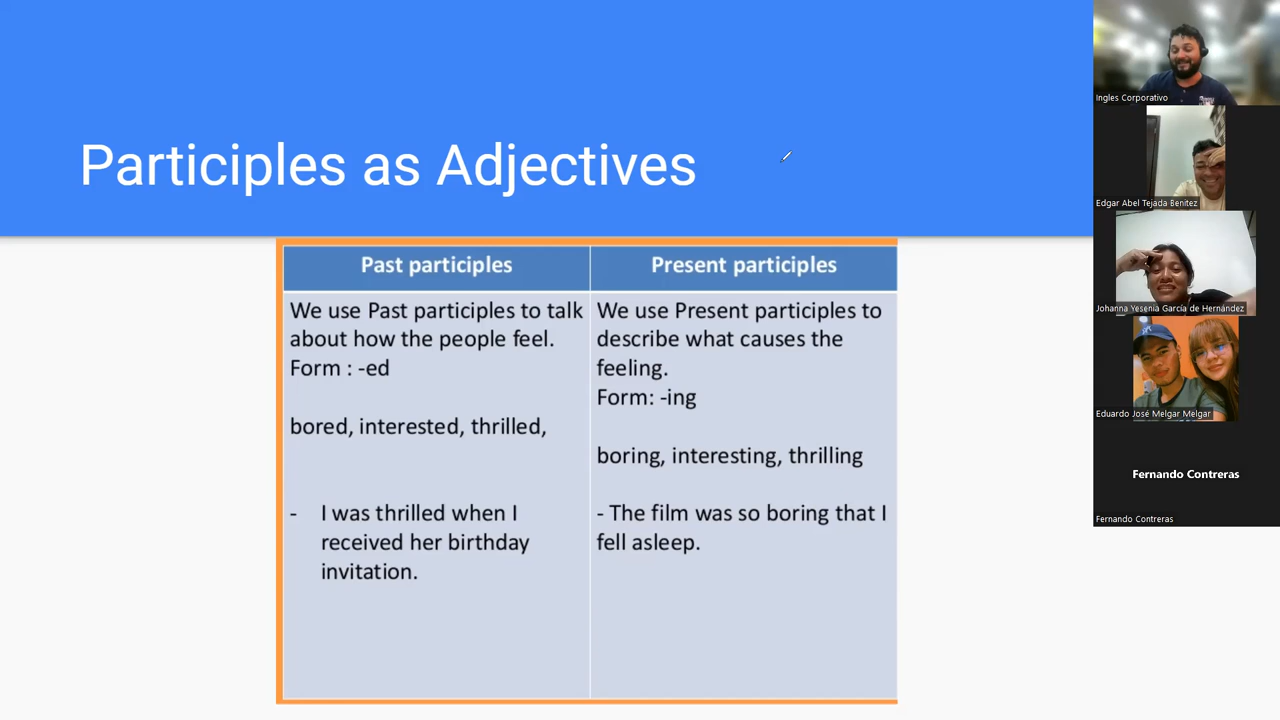 Participles as Adjectives
Past participles
Present participles
We use Past participles to talk
about how the people feel.
Form : -ed
bored, interested, thrilled,
- I was thrilled when I
received her birthday
invitation.
We use Present participles to
describe what causes the
feeling.
Form: -ing
boring, interesting, thrilling
- The film was so boring that I
fell asleep.
Ingles Corporativo
Edgar Abel Tejada Benitez
Johanna Yesenia García de Hernández
Eduardo José Melgar Melgar
Fernando Contreras
Fernando Contreras